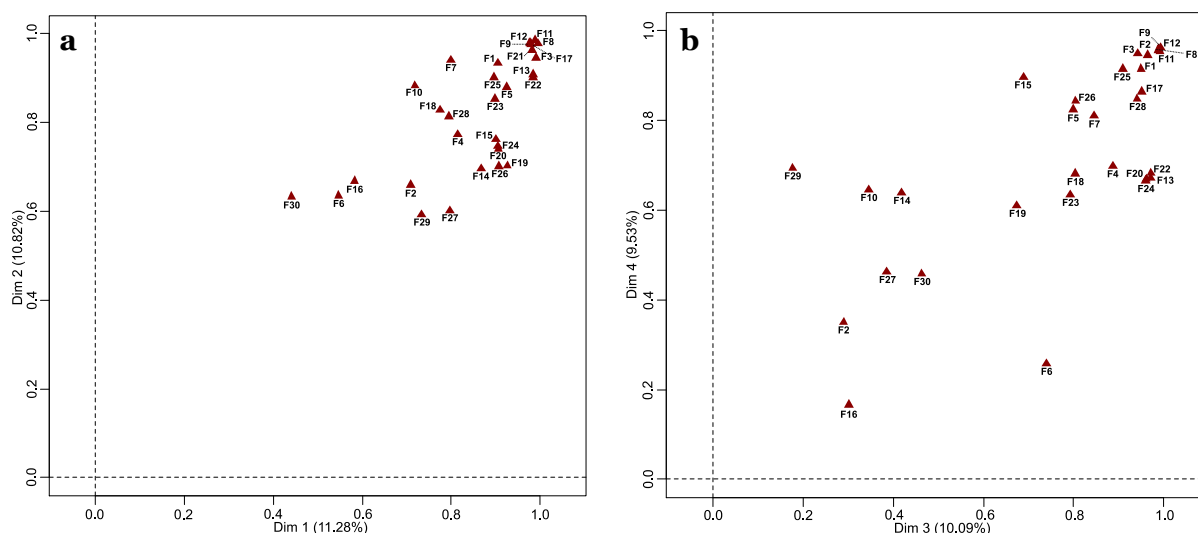 a
1.0
0.8
0.6
0.4
0.2
0.0
Dim 2 (10.82%)
F12
F11
F9
F8
F21
F3
F17
F1
F7
F13
F25
F22
F10
F5
F23
F18
F28
F4
F15
F24
F20
F14
F26
F19
F16
F2
F30
F6
F29
F27
0.0
0.2
0.4
0.6
0.8
1.0
Dim 1 (11.28%)
b
1.0
0.8
0.6
0.4
0.2
0.0
Dim 4 (9.53%)
F9
F3
F2
F12
F11
F8
F1
F25
F15
F17
F26
F28
F5
F7
F29
F4
F22
F18
F20
F13
F24
F10
F14
F23
F19
F27
F30
F2
F6
F16
0.0
0.2
0.4
0.6
0.8
1.0
Dim 3 (10.09%)